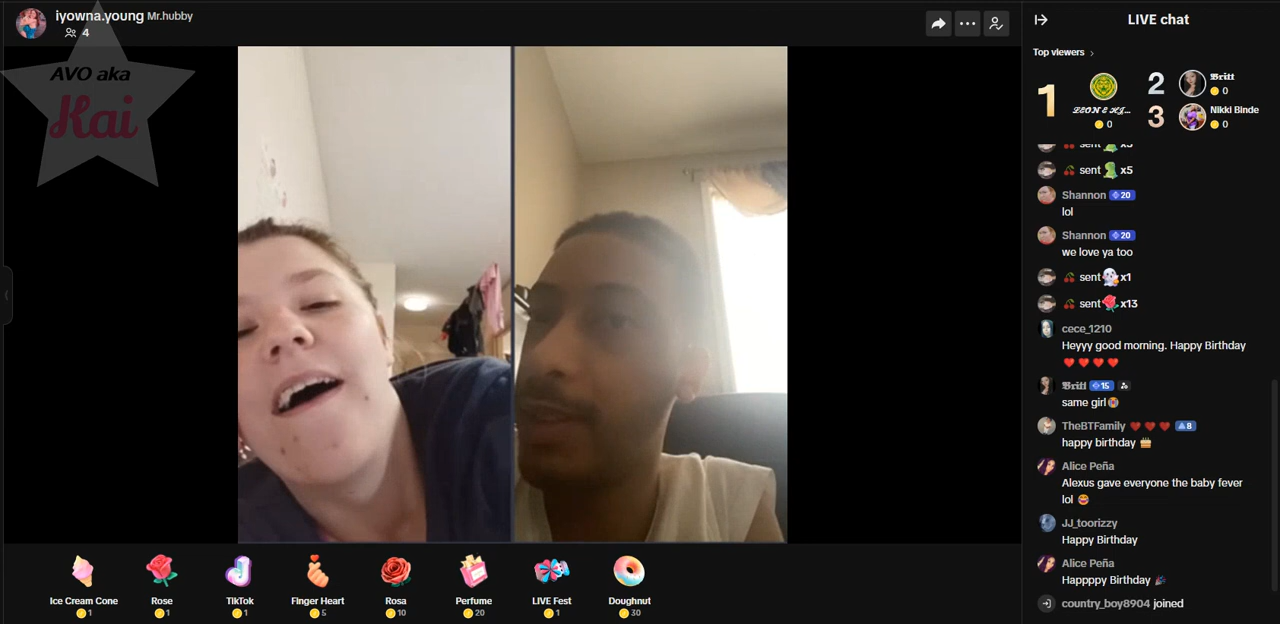 iyowna.young Mr.hubby
4
AVO aka
Kai
LIVE chat
Top viewers >
1
0
2
Britt
0
3
Nikki Binde
0
sent x5
Shannon 20
lol
Shannon 20
we love ya too
sent x1
sent x13
cece_1210
Heyyy good morning. Happy Birthday
❤️ ❤️ ❤️ ❤️
Britt 15
same girl😭
TheBTFamily ❤️ ❤️ ❤️ 8
happy birthday 🎂
Alice Peña
Alexus gave everyone the baby fever
lol 😂
JJ_toorizzy
Happy Birthday
Alice Peña
Happpppy Birthday 🎉
country_boy8904 joined
Ice Cream Cone
1
Rose
1
TikTok
1
Finger Heart
5
Rosa
10
Perfume
20
LIVE Fest
1
Doughnut
30